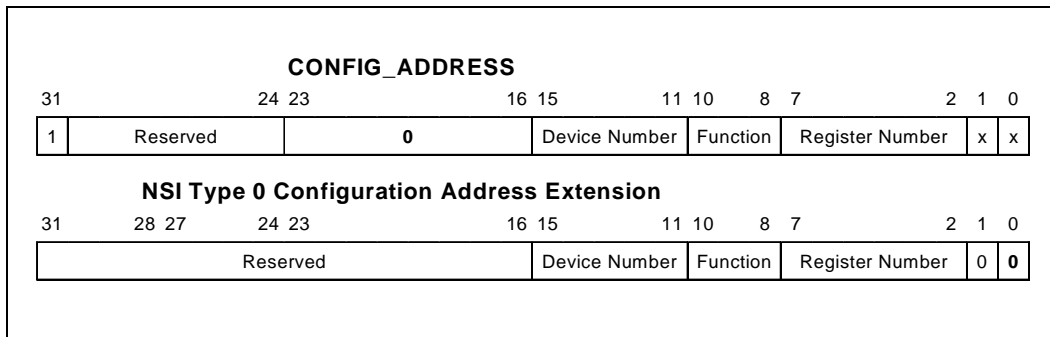 CONFIG_ADDRESS
31 24 23 16 15 11 10 8 7 2 1 0
1 Reserved 0 Device Number Function Register Number x x
NSI Type 0 Configuration Address Extension
31 28 27 24 23 16 15 11 10 8 7 2 1 0
Reserved Device Number Function Register Number 0 0